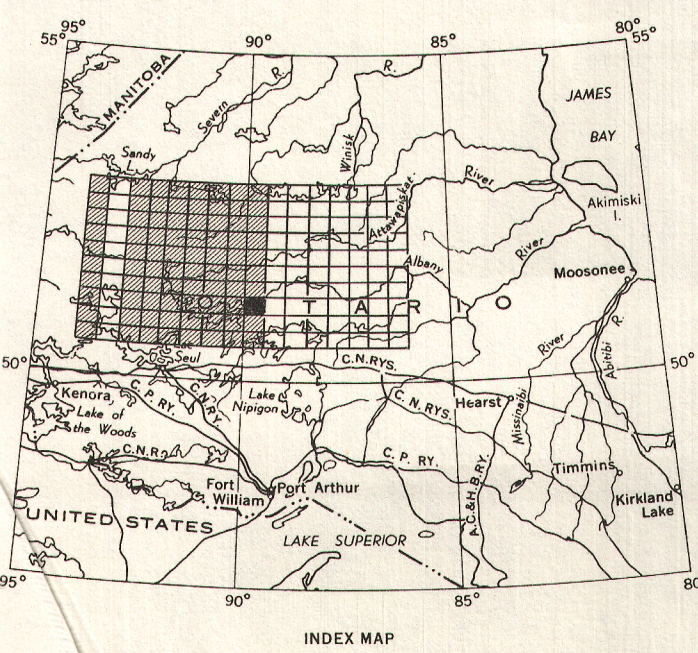 95°
90°
85°
80°
55°
55°
MANITOBA
Severn
R.
R.
Winisk
JAMES
BAY
Sandy
L.
Attawapiskat
River
Akimiski
I.
River
Albany
Moosonee
O T A R I O
River
Abitibi R.
50°
50°
Seul
C.N.RYS.
Kenora
C.P. RY.
C.N.RY.
Lake
Nipigon
C.N. RYS.
Hearst
Missinaibi
Lake of
the Woods
C.N.R.
C. P. RY.
Timmins
Fort
William
Port Arthur
A.C.& H.B.RY.
Kirkland
Lake
UNITED STATES
LAKE SUPERIOR
95°
90°
85°
80
INDEX MAP